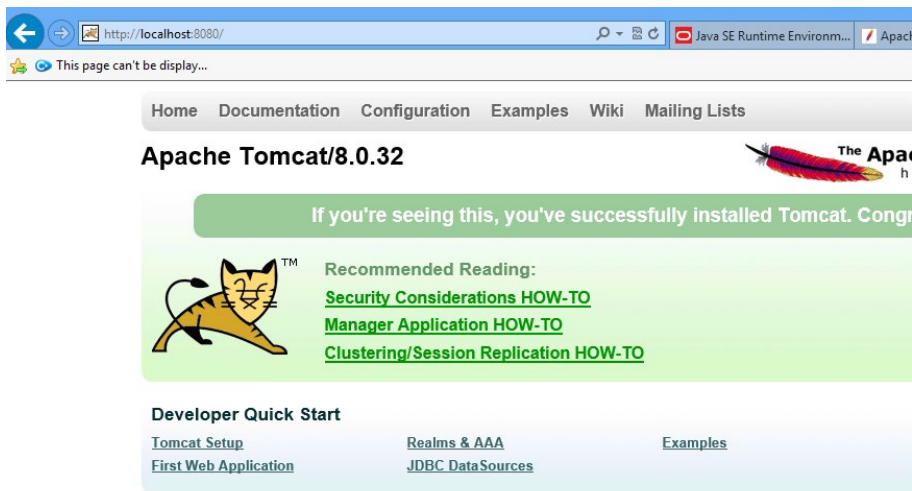 http://localhost:8080/
Java SE Runtime Environm...
Apach
This page can't be display...
Home Documentation Configuration Examples Wiki Mailing Lists
Apache Tomcat/8.0.32
The Apac
h
If you're seeing this, you've successfully installed Tomcat. Congr
TM
Recommended Reading:
Security Considerations HOW-TO
Manager Application HOW-TO
Clustering/Session Replication HOW-TO
Developer Quick Start
Tomcat Setup Realms & AAA Examples
First Web Application JDBC DataSources